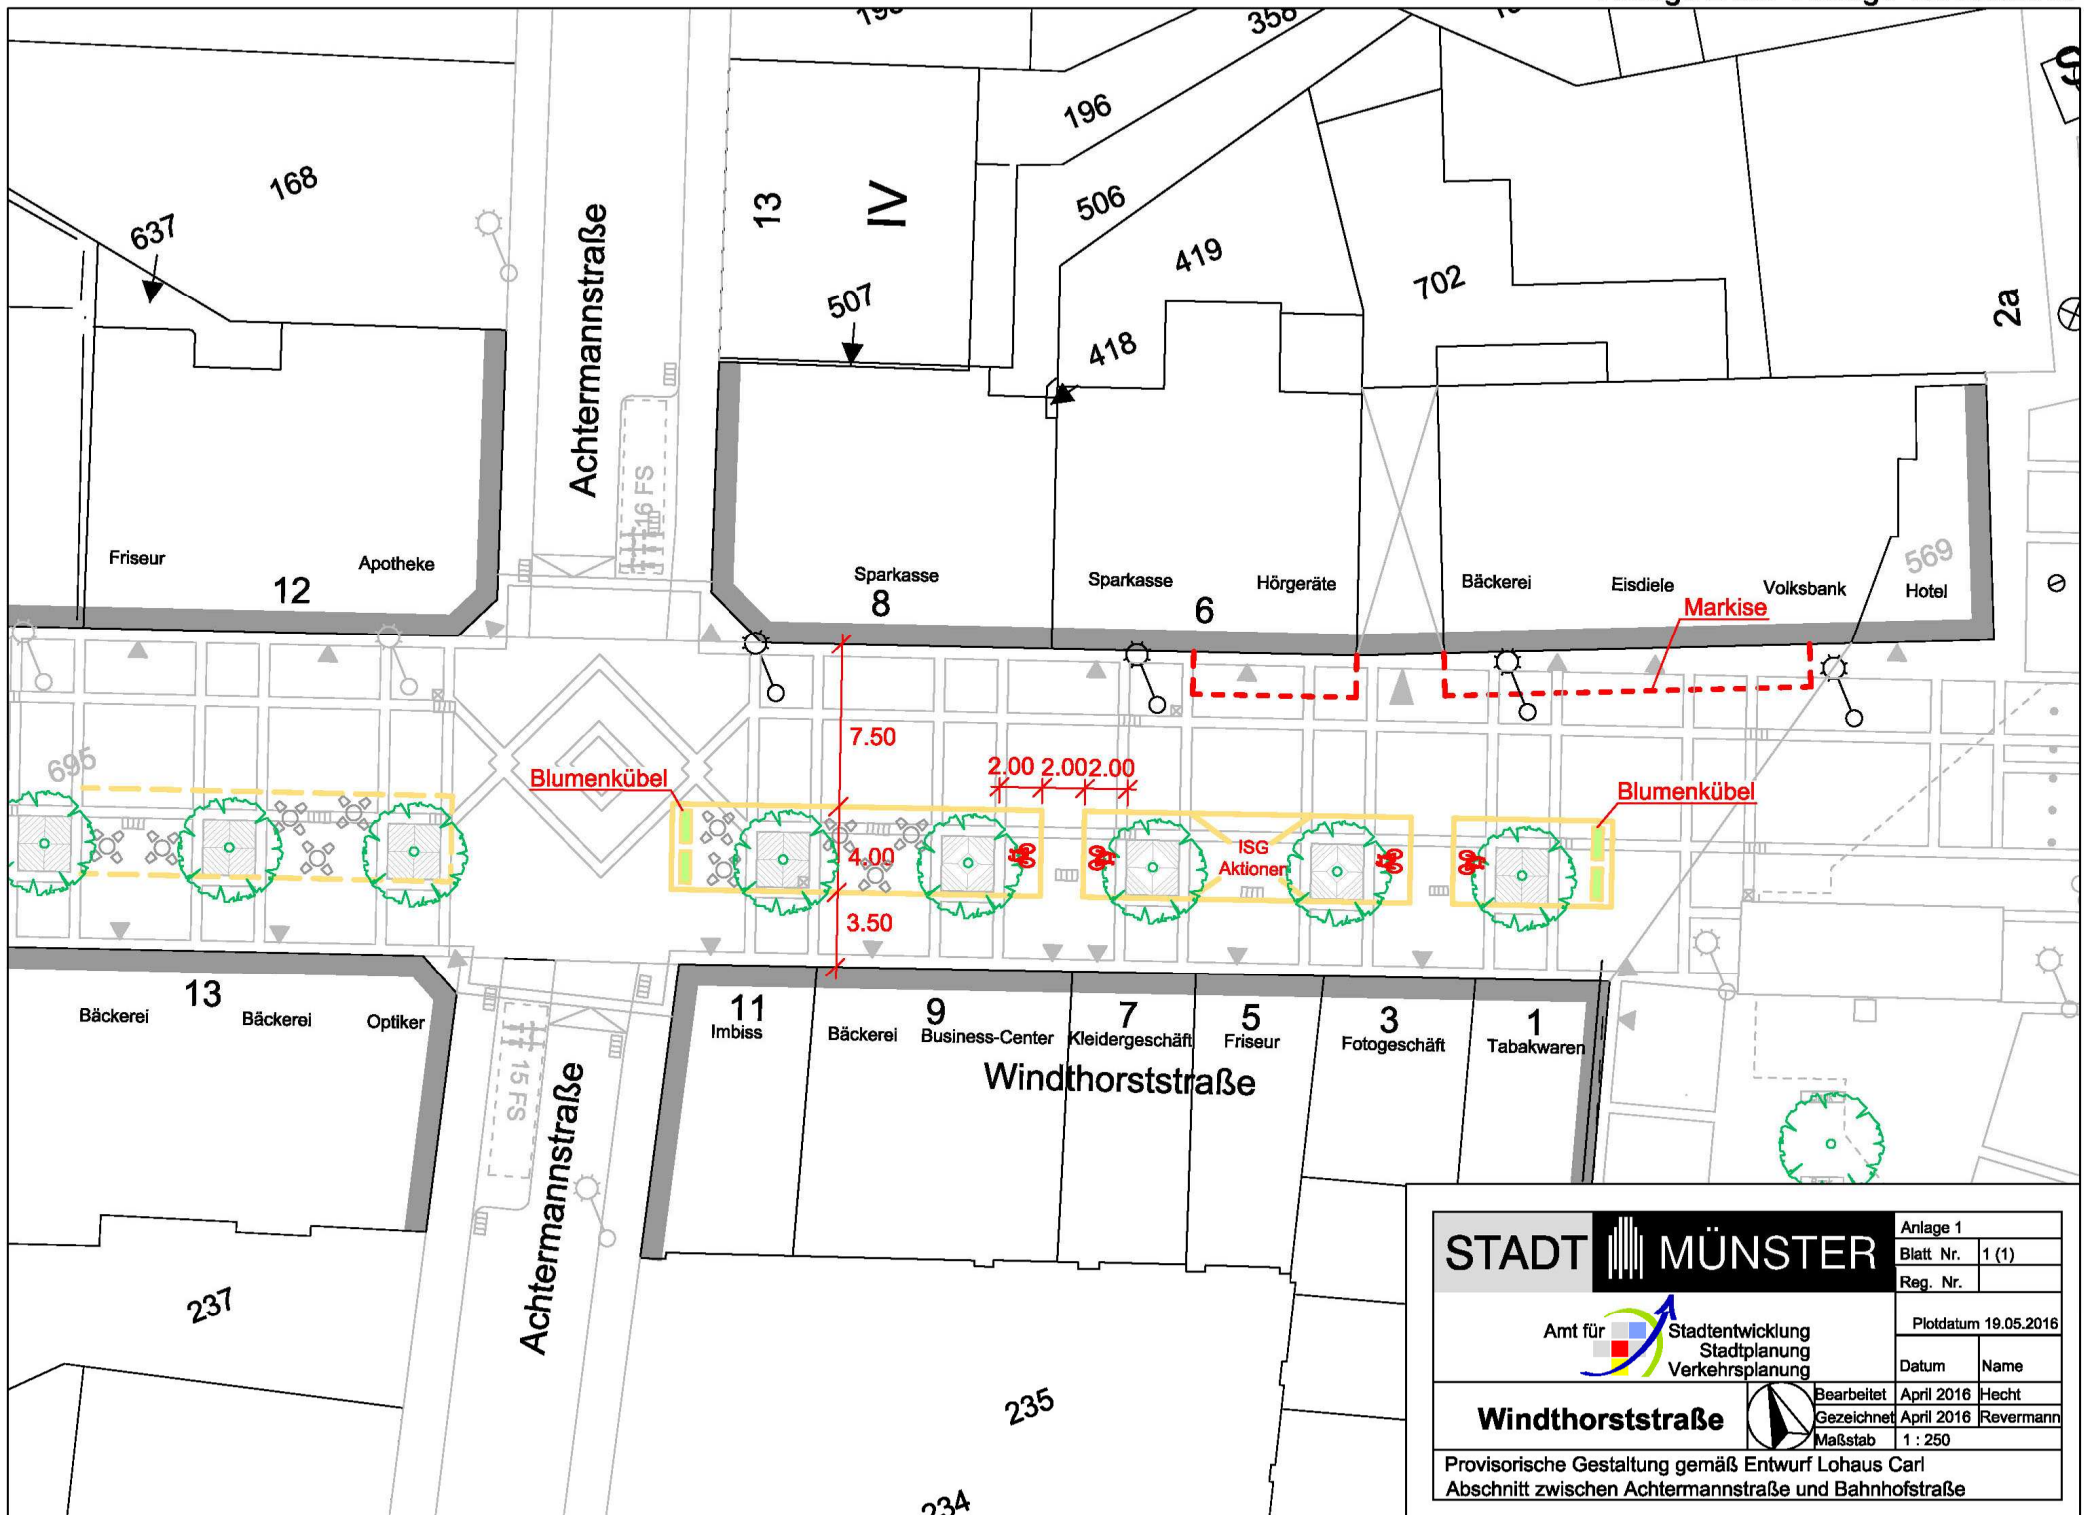 358
196
168
13
IV
506
637
Achtermannstraße
419
702
507
2a
418
16 FS
Friseur
Apotheke
12
Sparkasse
8
Sparkasse
Hörgeräte
6
Bäckerei
Eisdiele
Volksbank
569
Hotel
Markise
7.50
695
Blumenkübel
2.00 2.00 2.00
Blumenkübel
4.00
ISG
Aktionen
3.50
13
Bäckerei
Bäckerei
Optiker
11
Imbiss
9
Bäckerei
Business-Center
7
Kleidergeschäft
5
Friseur
3
Fotogeschäft
1
Tabakwaren
Windthorststraße
15 FS
Achtermannstraße
237
235
234
STADT MÜNSTER
Anlage 1
Blatt Nr. 1 (1)
Reg. Nr.
Plotdatum 19.05.2016
Amt für Stadtentwicklung
Stadtplanung
Verkehrsplanung
Datum Name
Bearbeitet April 2016 Hecht
Gezeichnet April 2016 Revermann
Maßstab 1 : 250
Windthorststraße
Provisorische Gestaltung gemäß Entwurf Lohaus Carl
Abschnitt zwischen Achtermannstraße und Bahnhofstraße